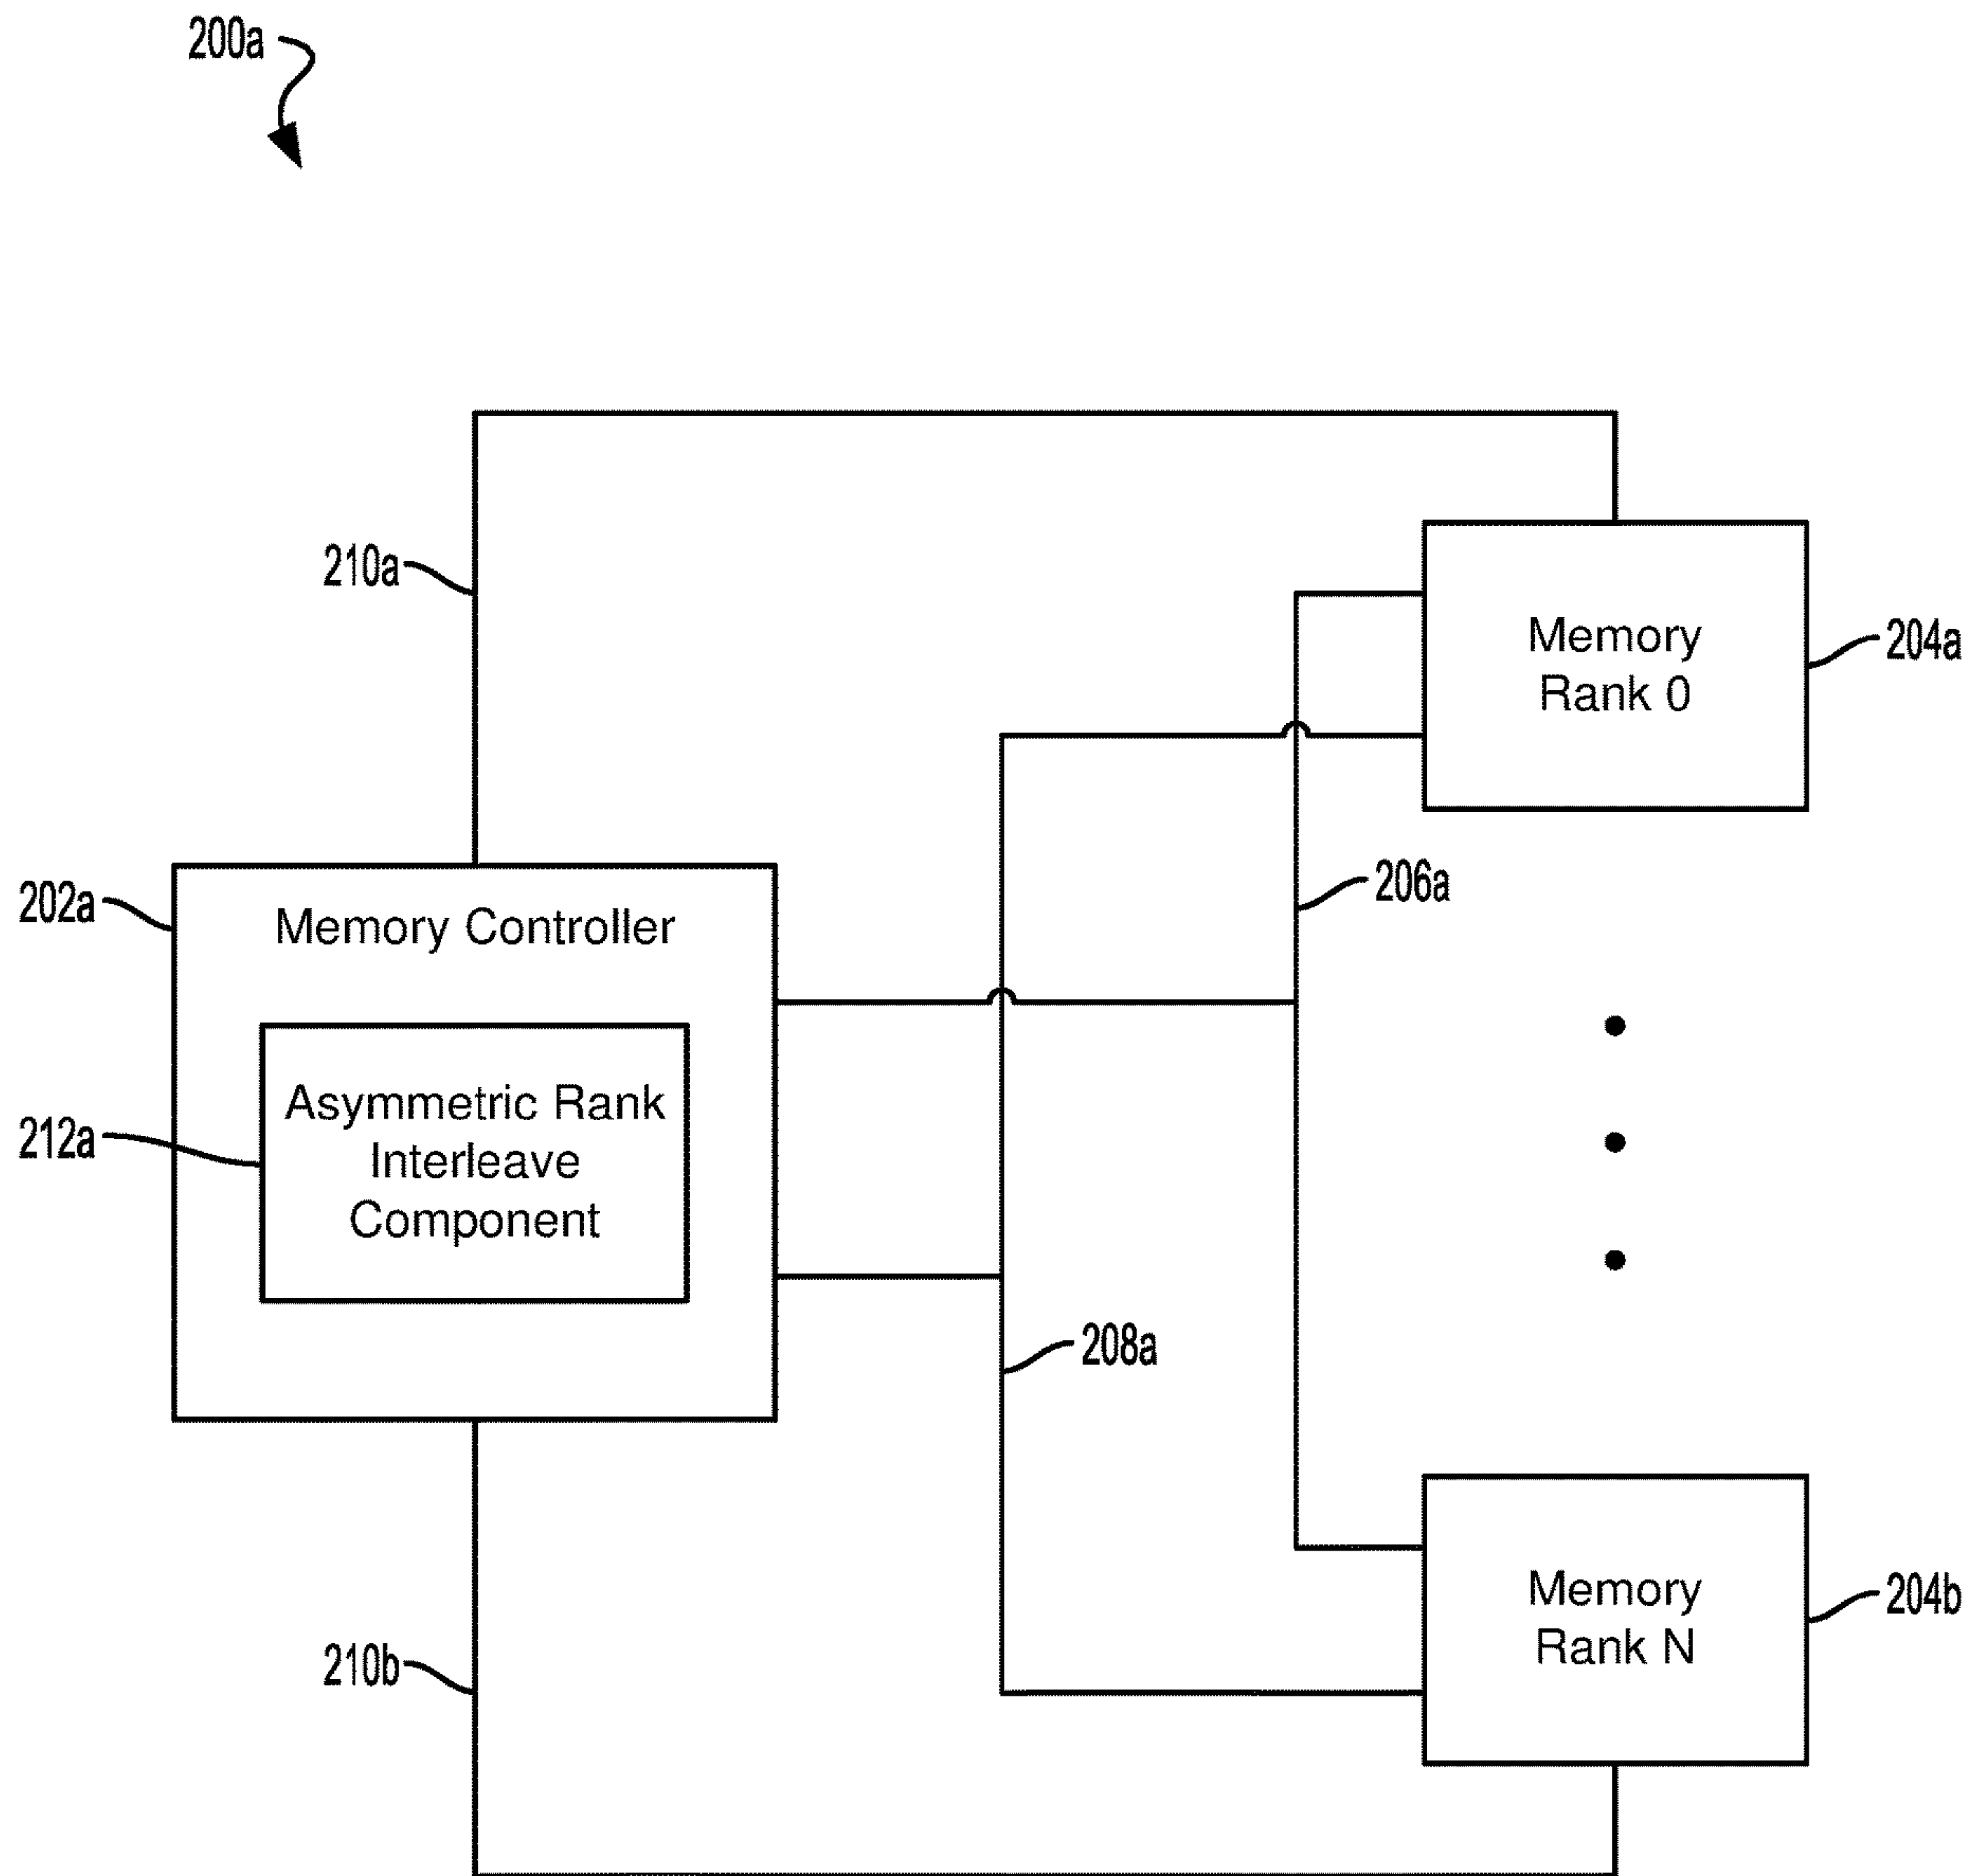 200a
210a
Memory
Rank 0
204a
206a
202a
Memory Controller
Asymmetric Rank
Interleave
Component
212a
208a
Memory
Rank N
204b
210b